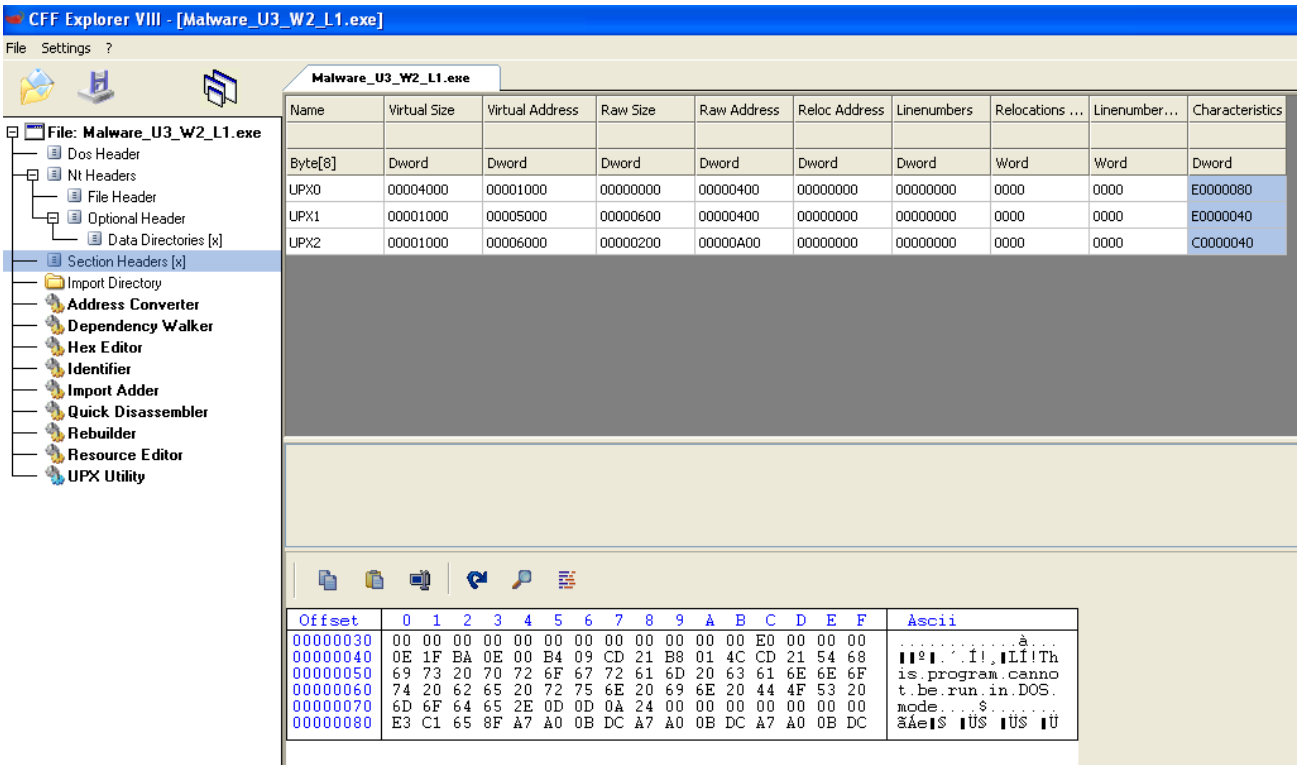 CFF Explorer VIII - [Malware_U3_W2_L1.exe]
File Settings ?
Malware_U3_W2_L1.exe
File: Malware_U3_W2_L1.exe
Dos Header
Nt Headers
File Header
Optional Header
Data Directories [x]
Section Headers [x]
Import Directory
Address Converter
Dependency Walker
Hex Editor
Identifier
Import Adder
Quick Disassembler
Rebuilder
Resource Editor
UPX Utility
Name Virtual Size Virtual Address Raw Size Raw Address Reloc Address Linenumbers Relocations ... Linenumber... Characteristics
Byte[8] Dword Dword Dword Dword Dword Dword Word Word Dword
UPX0 00004000 00001000 00000000 00000400 00000000 00000000 0000 0000 E0000080
UPX1 00001000 00005000 00000600 00000400 00000000 00000000 0000 0000 E0000040
UPX2 00001000 00006000 00000200 00000A00 00000000 00000000 0000 0000 C0000040
Offset 0 1 2 3 4 5 6 7 8 9 A B C D E F Ascii
00000030 00 00 00 00 00 00 00 00 00 00 00 00 E0 00 00 00 ............à...
00000040 0E 1F BA 0E 00 B4 09 CD 21 B8 01 4C CD 21 54 68 ▮▮º▮.´.Í!¸▮LÍ!Th
00000050 69 73 20 70 72 6F 67 72 61 6D 20 63 61 6E 6E 6F is.program.canno
00000060 74 20 62 65 20 72 75 6E 20 69 6E 20 44 4F 53 20 t.be.run.in.DOS.
00000070 6D 6F 64 65 2E 0D 0D 0A 24 00 00 00 00 00 00 00 mode....$.......
00000080 E3 C1 65 8F A7 A0 0B DC A7 A0 0B DC A7 A0 0B DC ãÁe▮§ ▮Ü§ ▮Ü§ ▮Ü